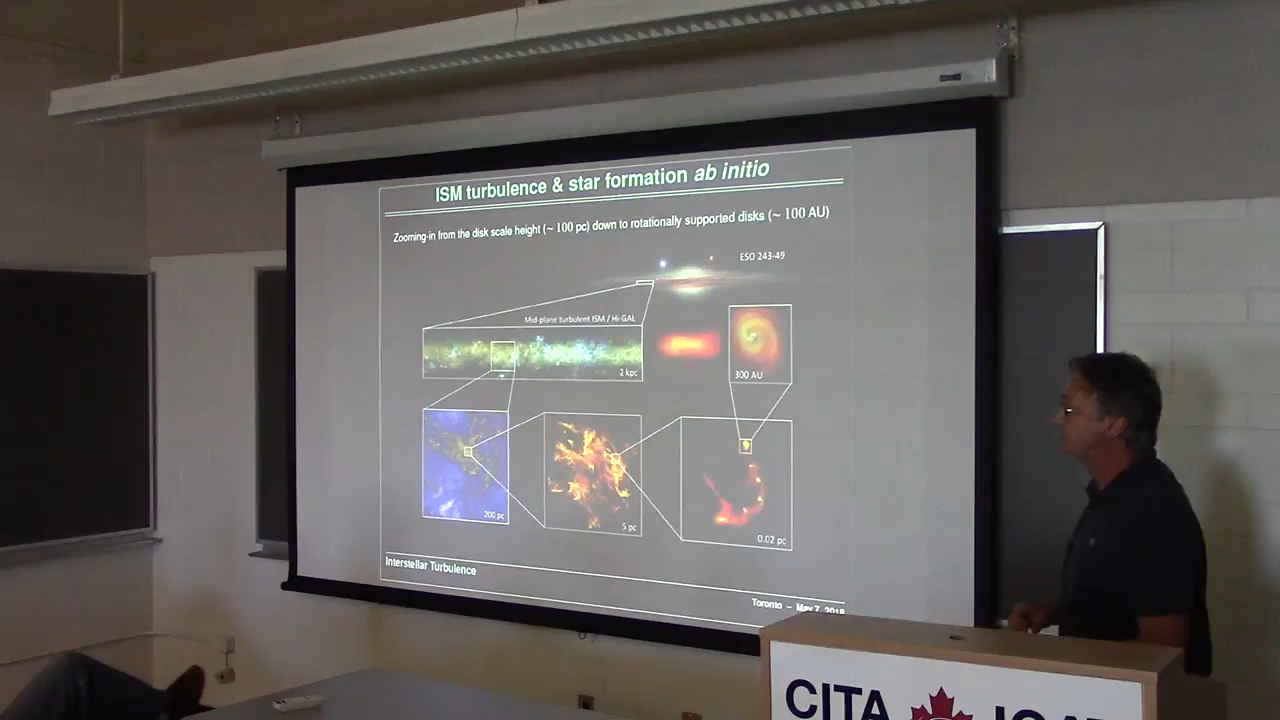 ISM turbulence & star formation ab initio
Zooming-in from the disk scale height (~ 100 pc) down to rotationally supported disks (~ 100 AU)
ESO 243-49
Mid-plane turbulent ISM / Hi-GAL
2 kpc
300 AU
200 pc
5 pc
0.02 pc
Interstellar Turbulence
Toronto – May 7, 2018
CITA